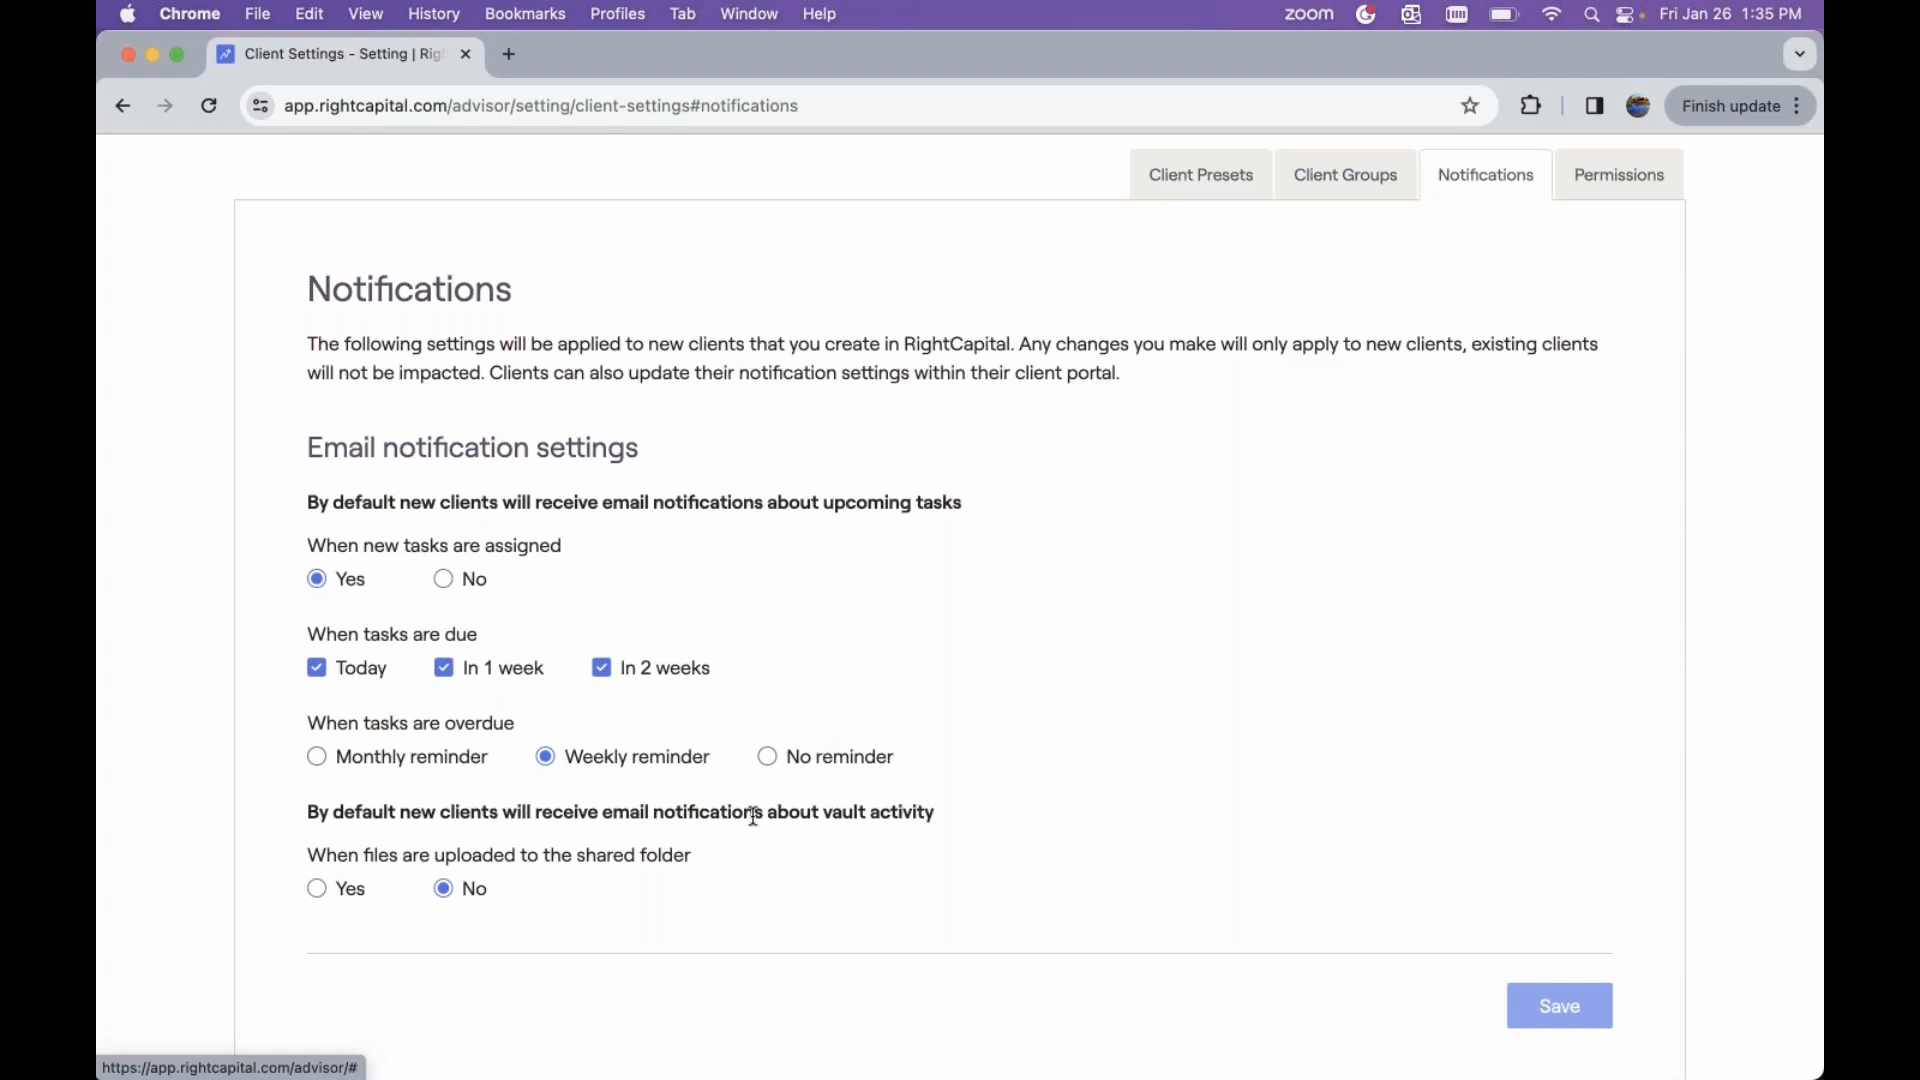 Chrome File Edit View History Bookmarks Profiles Tab Window Help zoom Fri Jan 26 1:35 PM
Client Settings - Setting | Rig
app.rightcapital.com/advisor/setting/client-settings#notifications Finish update
Client Presets Client Groups Notifications Permissions
Notifications
The following settings will be applied to new clients that you create in RightCapital. Any changes you make will only apply to new clients, existing clients
will not be impacted. Clients can also update their notification settings within their client portal.
Email notification settings
By default new clients will receive email notifications about upcoming tasks
When new tasks are assigned
Yes No
When tasks are due
Today In 1 week In 2 weeks
When tasks are overdue
Monthly reminder Weekly reminder No reminder
By default new clients will receive email notifications about vault activity
When files are uploaded to the shared folder
Yes No
Save
https://app.rightcapital.com/advisor/#